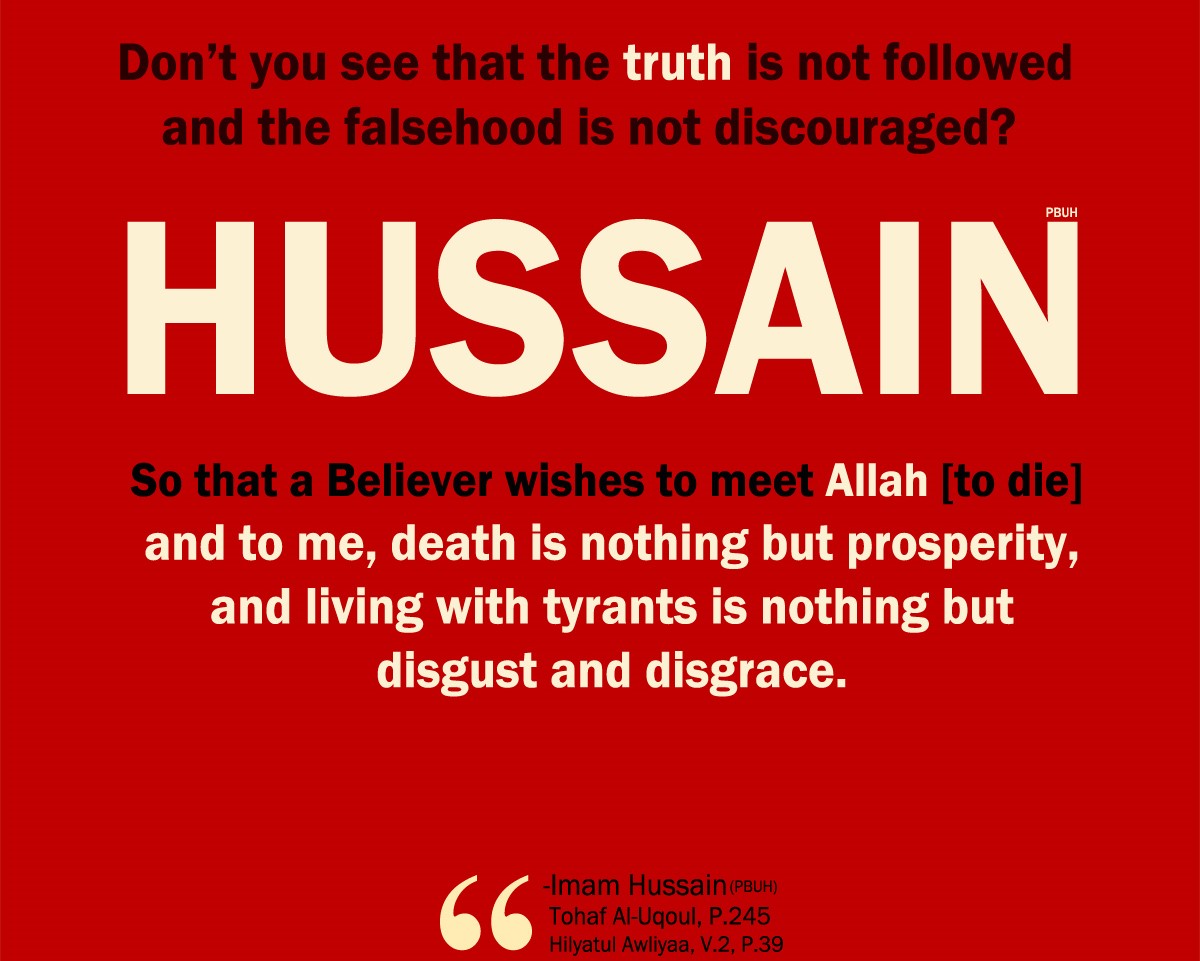 Don’t you see that the truth is not followed
and the falsehood is not discouraged?
HUSSAIN PBUH
So that a Believer wishes to meet Allah [to die]
and to me, death is nothing but prosperity,
and living with tyrants is nothing but
disgust and disgrace.
“
-Imam Hussain (PBUH)
Tohaf Al-Uqoul, P.245
Hilyatul Awliyaa, V.2, P.39